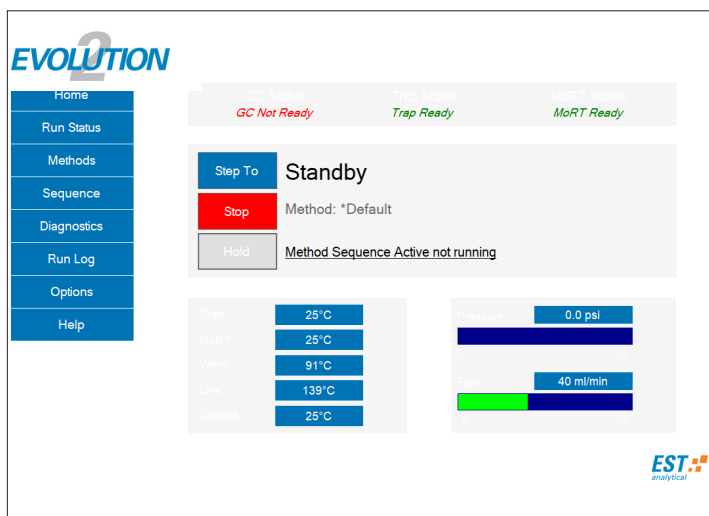 EVOLUTION 2
Home
Run Status
Methods
Sequence
Diagnostics
Run Log
Options
Help
GC Status
Trap Status
MoRT Status
GC Not Ready
Trap Ready
MoRT Ready
Step To
Standby
Stop
Method: *Default
Hold
Method Sequence Active not running
Trap
25°C
MoRT
25°C
Valve
91°C
Line
139°C
Sample
25°C
Pressure
0.0 psi
Flow
40 ml/min
EST
analytical